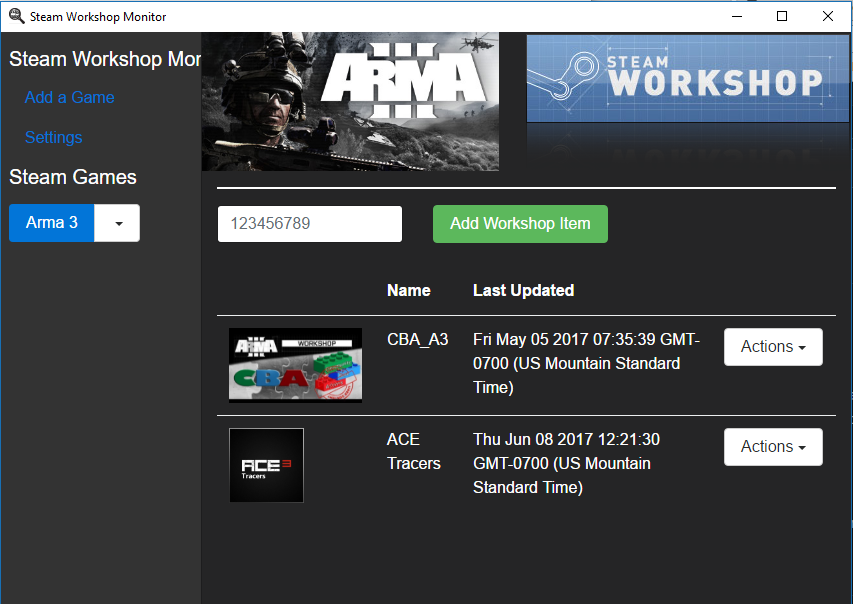 Steam Workshop Monitor
Steam Workshop Mor
Add a Game
Settings
Steam Games
Arma 3
ARMA
III
STEAM
WORKSHOP
123456789
Add Workshop Item
Name Last Updated
ARMA
III
WORKSHOP
CBA
CBA_A3
Fri May 05 2017 07:35:39 GMT-
0700 (US Mountain Standard
Time)
Actions
ACE3
Tracers
ACE
Tracers
Thu Jun 08 2017 12:21:30
GMT-0700 (US Mountain
Standard Time)
Actions